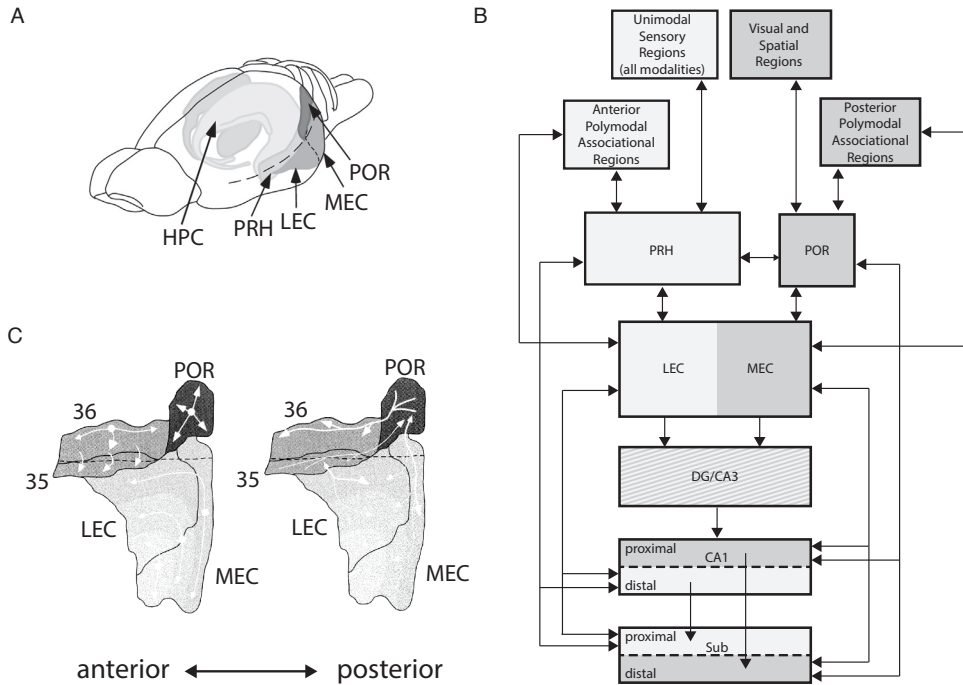 A
HPC
PRH
LEC
MEC
POR
B
Unimodal
Sensory
Regions
(all modalities)
Visual and
Spatial
Regions
Anterior
Polymodal
Associational
Regions
Posterior
Polymodal
Associational
Regions
PRH
POR
LEC
MEC
DG/CA3
proximal
CA1
distal
proximal
Sub
distal
C
POR
36
35
LEC
MEC
POR
36
35
LEC
MEC
anterior
posterior